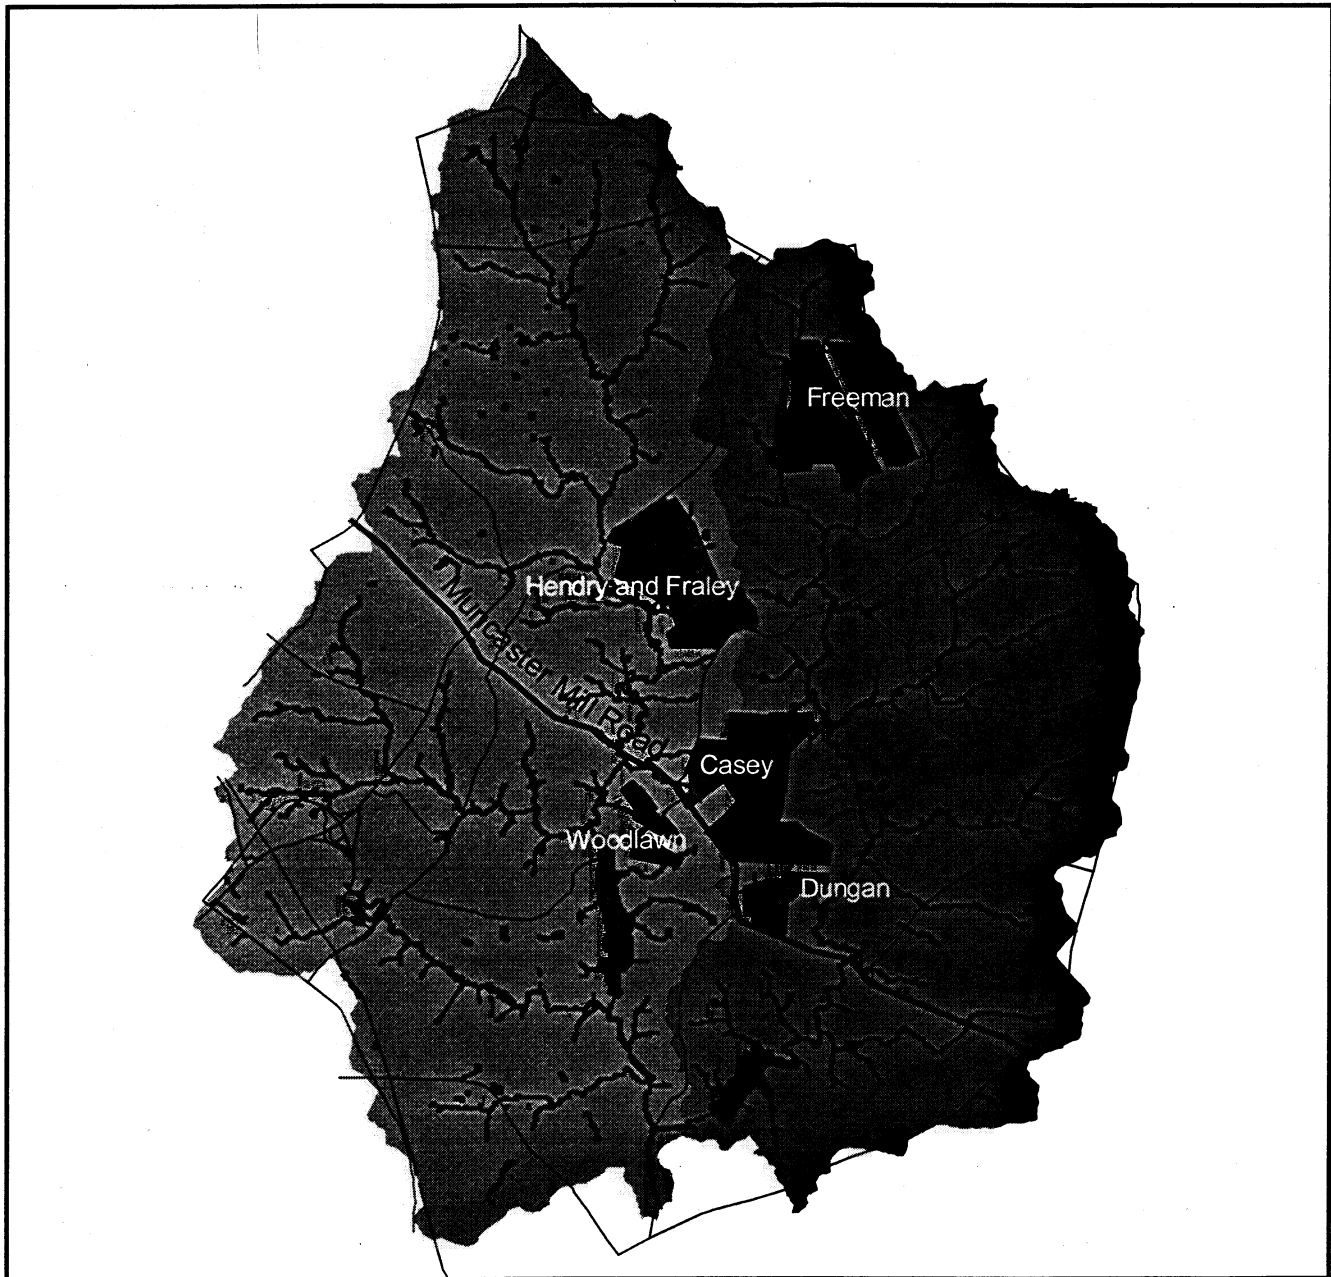 Freeman
Hendry and Fraley
Muncaster Mill Road
Casey
Woodlawn
Dungan